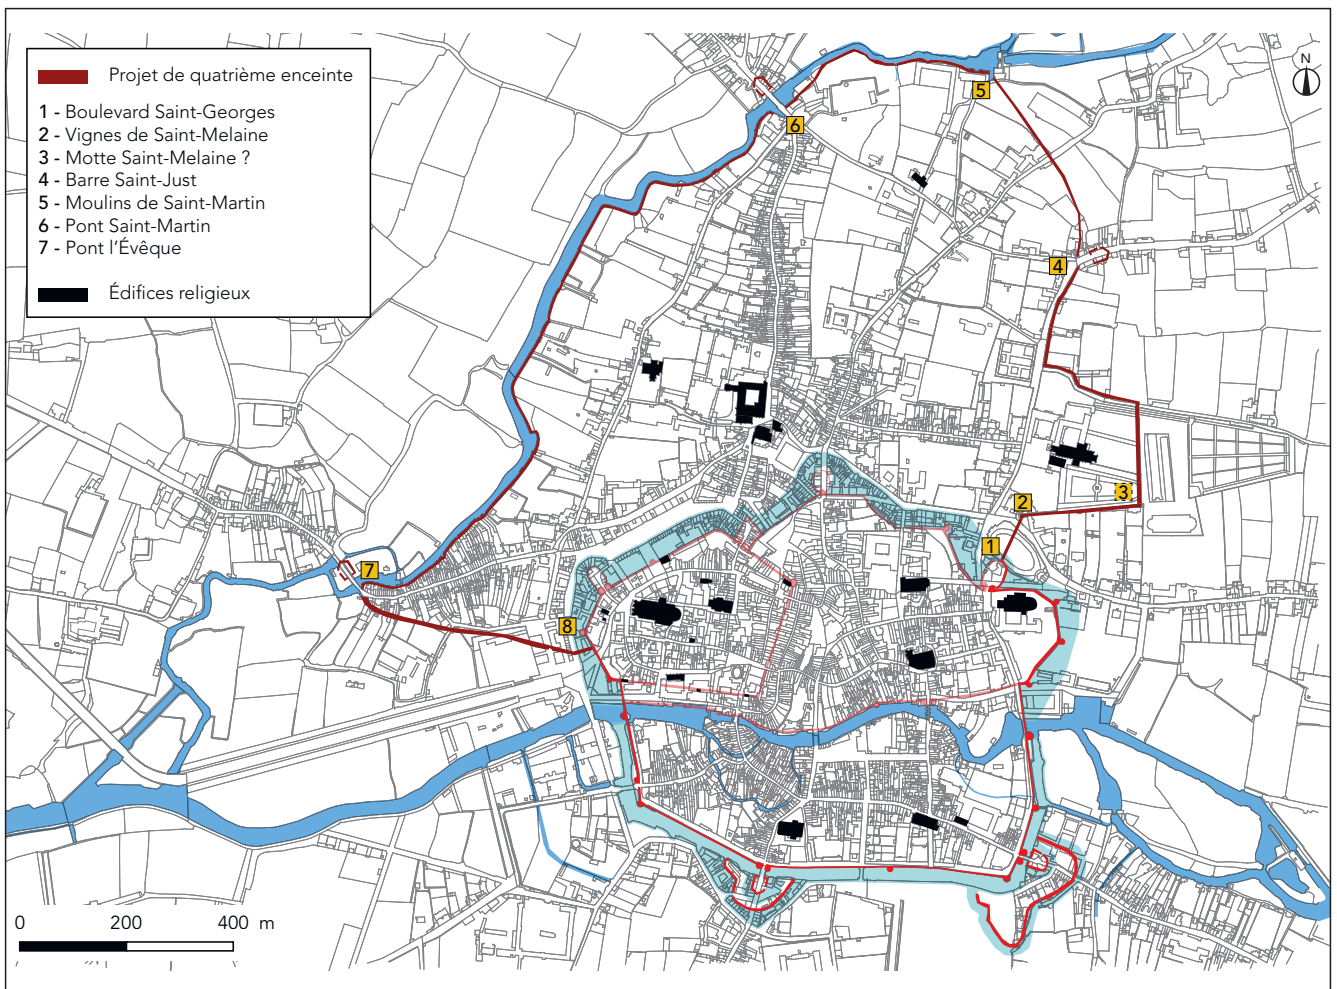 Projet de quatrième enceinte
1 - Boulevard Saint-Georges
2 - Vignes de Saint-Melaine
3 - Motte Saint-Melaine ?
4 - Barre Saint-Just
5 - Moulins de Saint-Martin
6 - Pont Saint-Martin
7 - Pont l'Évêque
Édifices religieux
N
5
6
4
3
2
1
7
8
0 200 400 m